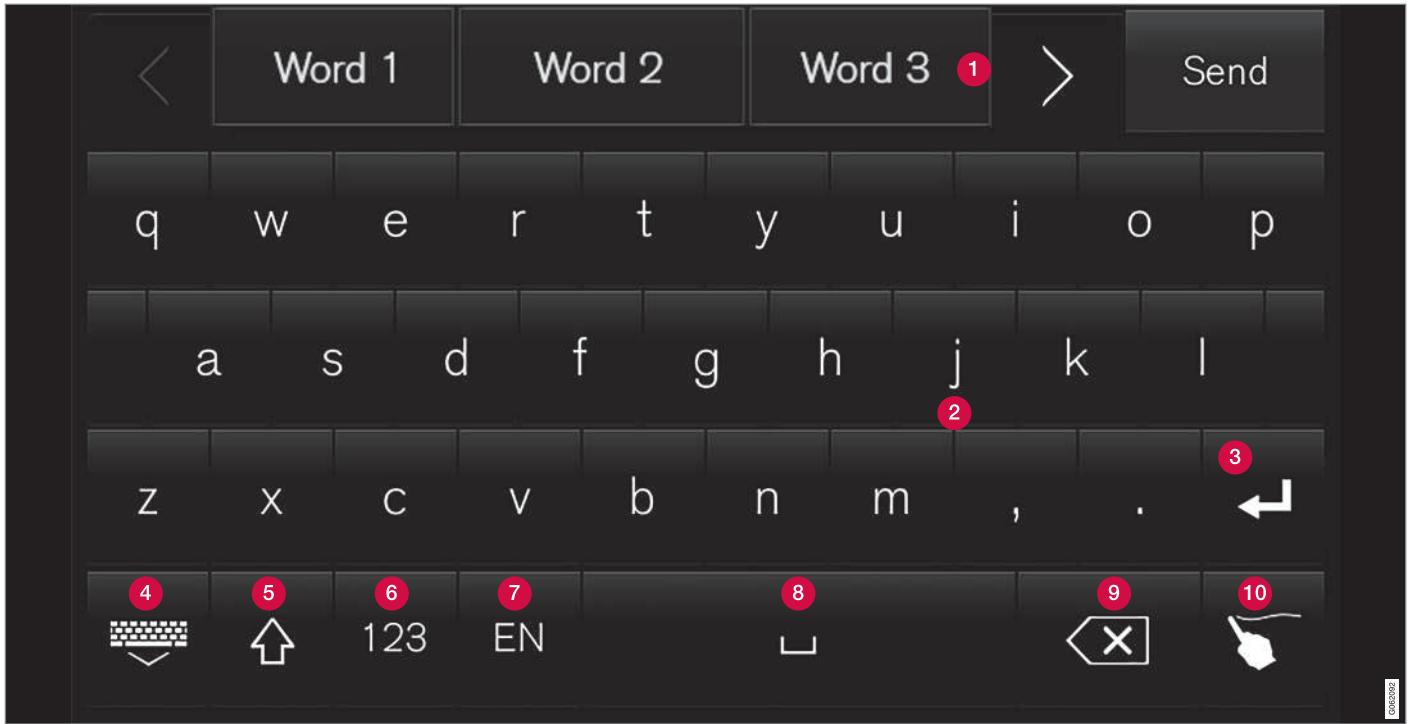 Word 1 Word 2 Word 3 1 Send
q w e r t y u i o p
a s d f g h j k l
2
3
z x c v b n m , .
4 5 6 7 8 9 10
123 EN
G062092